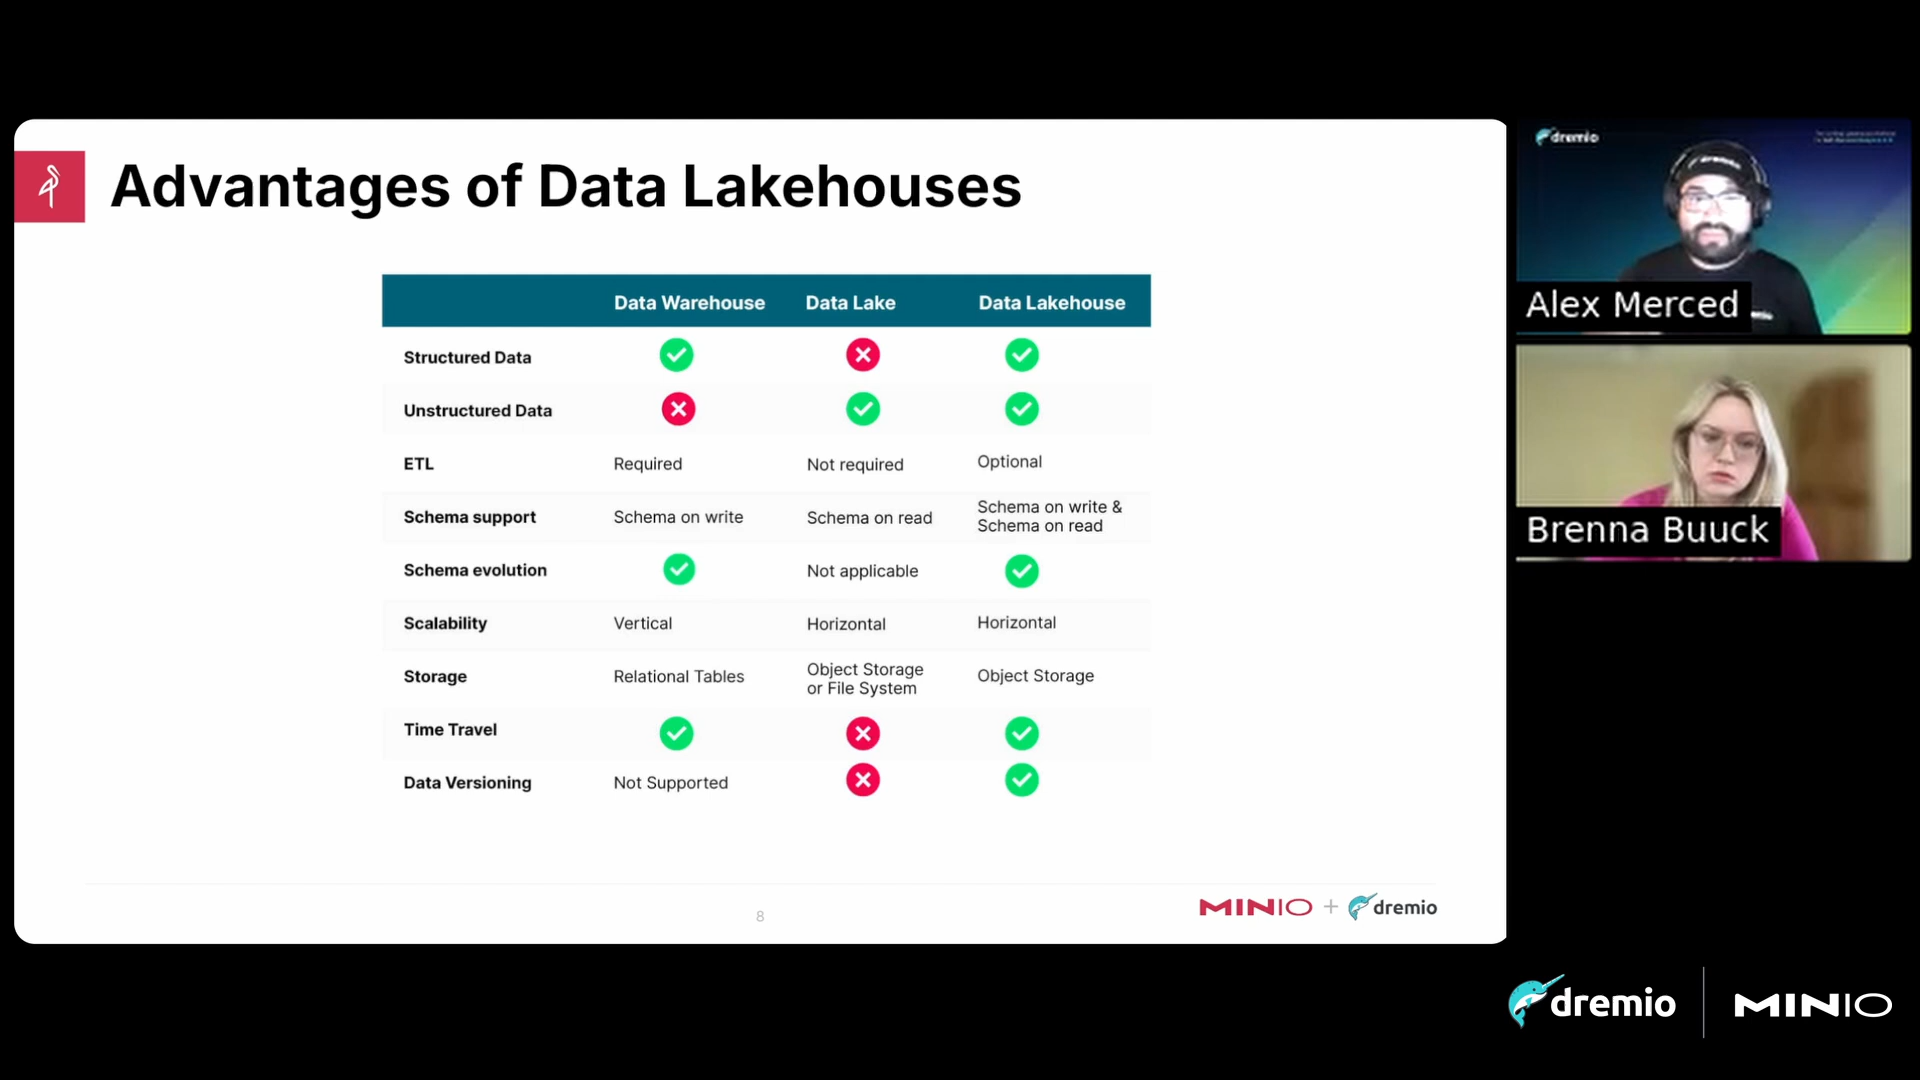 Advantages of Data Lakehouses
Data Warehouse Data Lake Data Lakehouse
Structured Data
Unstructured Data
ETL Required Not required Optional
Schema support Schema on write Schema on read Schema on write &
Schema on read
Schema evolution Not applicable
Scalability Vertical Horizontal Horizontal
Storage Relational Tables Object Storage
or File System Object Storage
Time Travel
Data Versioning Not Supported
8
MINIO + dremio
dremio
Alex Merced
Brenna Buuck
dremio MINIO